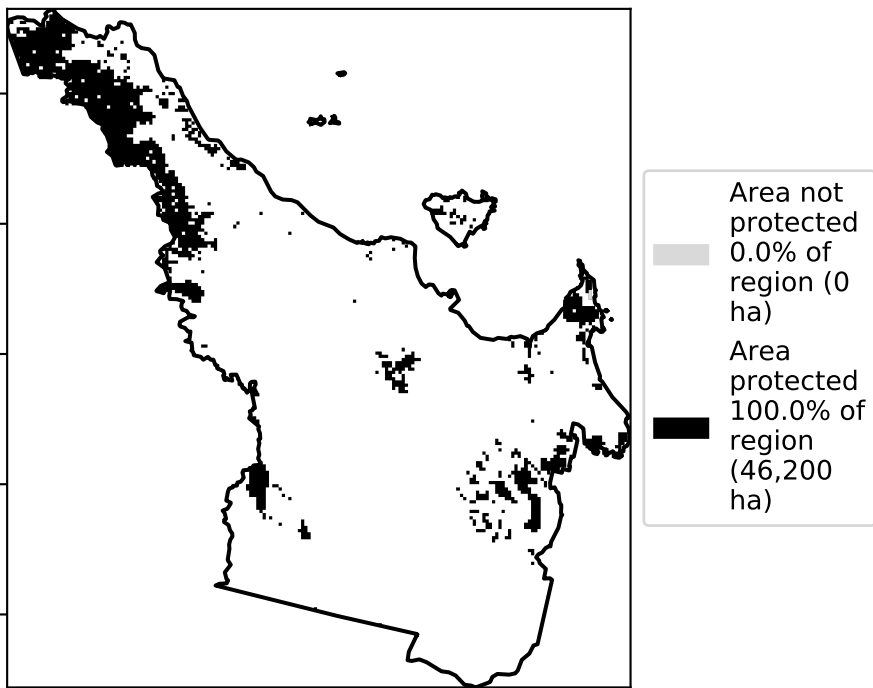 Area not
protected
0.0% of
region (0
ha)
Area
protected
100.0% of
region
(46,200
ha)